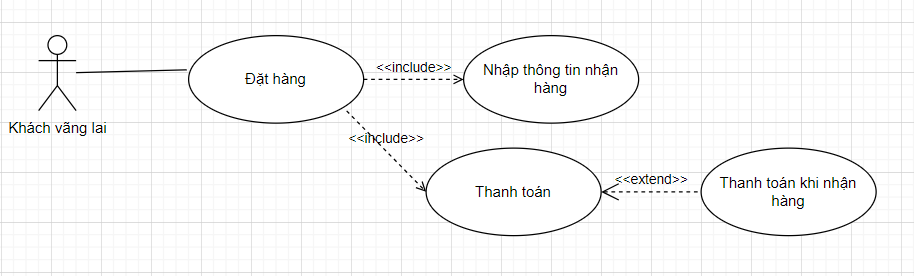 Khách vãng lai
Đặt hàng
<<include>>
Nhập thông tin nhận
hàng
<<include>>
Thanh toán
<<extend>>
Thanh toán khi nhận
hàng